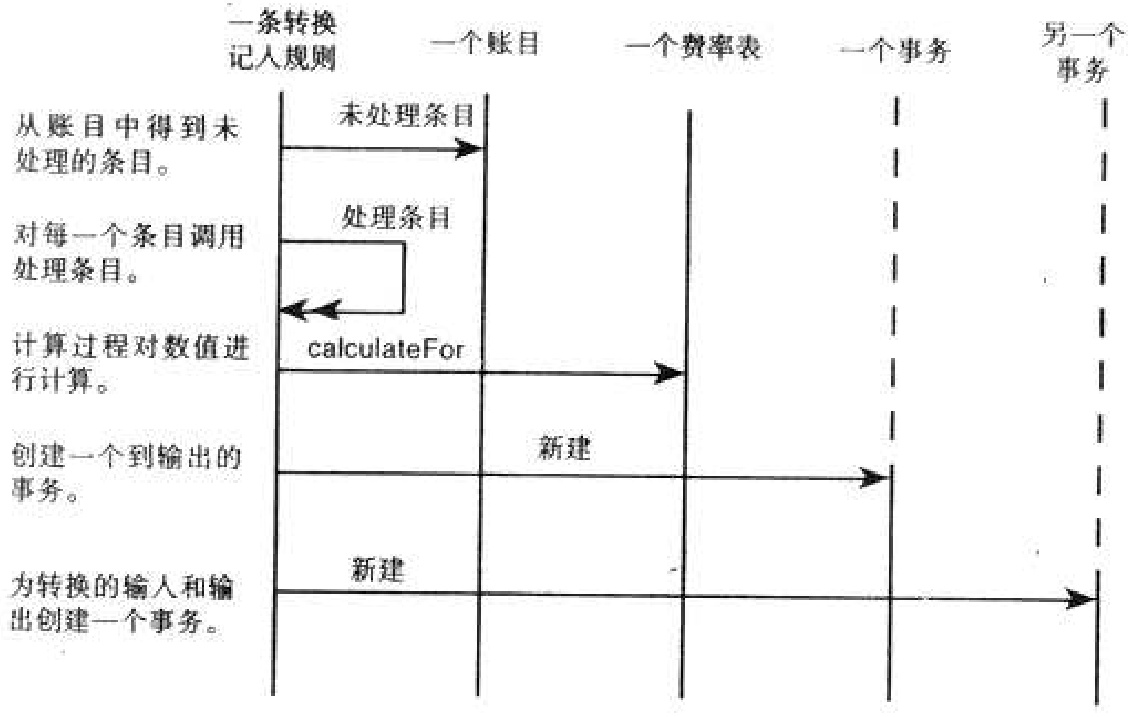 一条转换
记入规则
一个账目
一个费率表
一个事务
另一个
事务
从账目中得到未
处理的条目。
未处理条目
对每一个条目调用
处理条目。
处理条目
计算过程对数值进
行计算。
calculateFor
创建一个到输出的
事务。
新建
为转换的输入和输
出创建一个事务。
新建